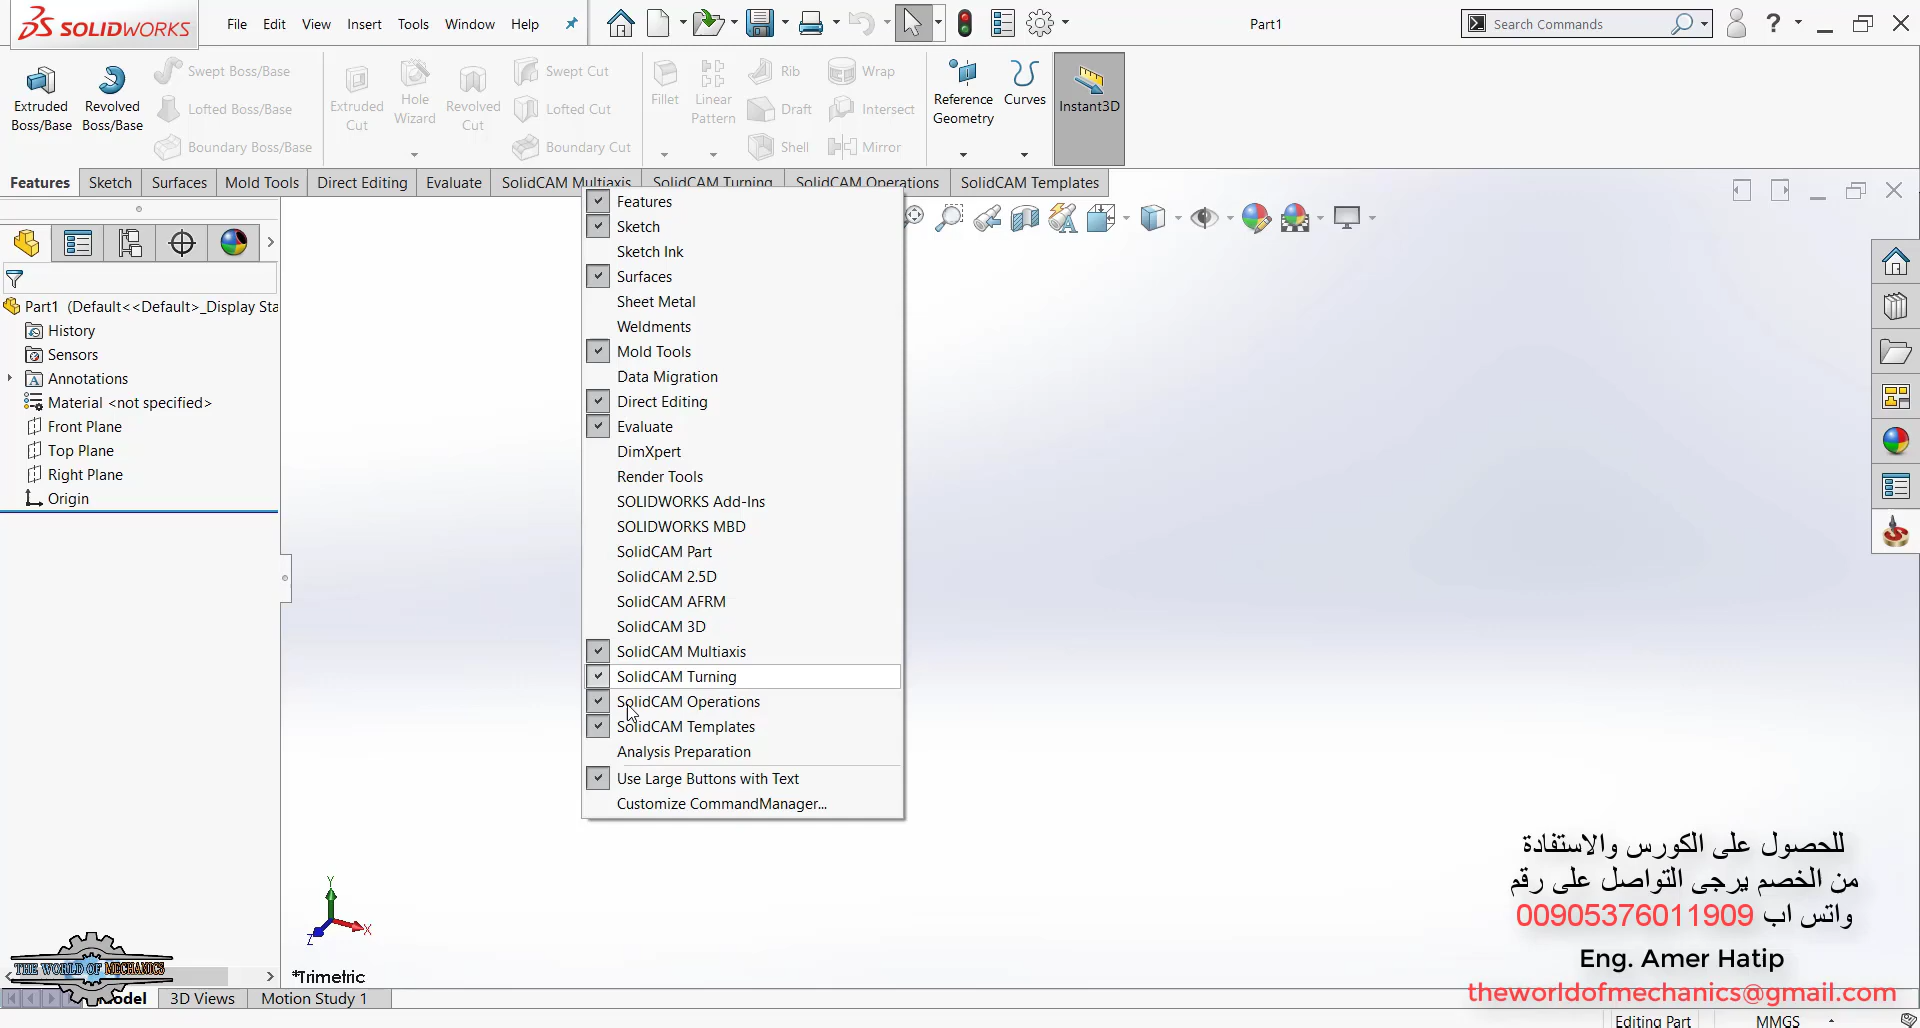 SOLIDWORKS
File Edit View Insert Tools Window Help
Part1
Search Commands
Extruded Boss/Base
Revolved Boss/Base
Swept Boss/Base
Lofted Boss/Base
Boundary Boss/Base
Extruded Cut
Hole Wizard
Revolved Cut
Swept Cut
Lofted Cut
Boundary Cut
Fillet
Linear Pattern
Rib
Draft
Shell
Wrap
Intersect
Mirror
Reference Geometry
Curves
Instant3D
Features Sketch Surfaces Mold Tools Direct Editing Evaluate SolidCAM Multiaxis SolidCAM Turning SolidCAM Operations SolidCAM Templates
Part1 (Default<<Default>_Display Sta
History
Sensors
Annotations
Material <not specified>
Front Plane
Top Plane
Right Plane
Origin
Features
Sketch
Sketch Ink
Surfaces
Sheet Metal
Weldments
Mold Tools
Data Migration
Direct Editing
Evaluate
DimXpert
Render Tools
SOLIDWORKS Add-Ins
SOLIDWORKS MBD
SolidCAM Part
SolidCAM 2.5D
SolidCAM AFRM
SolidCAM 3D
SolidCAM Multiaxis
SolidCAM Turning
SolidCAM Operations
SolidCAM Templates
Analysis Preparation
Use Large Buttons with Text
Customize CommandManager...
Y
X
Z
*Trimetric
THE WORLD OF MECHANICS
3D Views Motion Study 1
للحصول على الكورس والاستفادة
من الخصم يرجى التواصل على رقم
واتس اب 00905376011909
Eng. Amer Hatip
theworldofmechanics@gmail.com
Editing Part MMGS